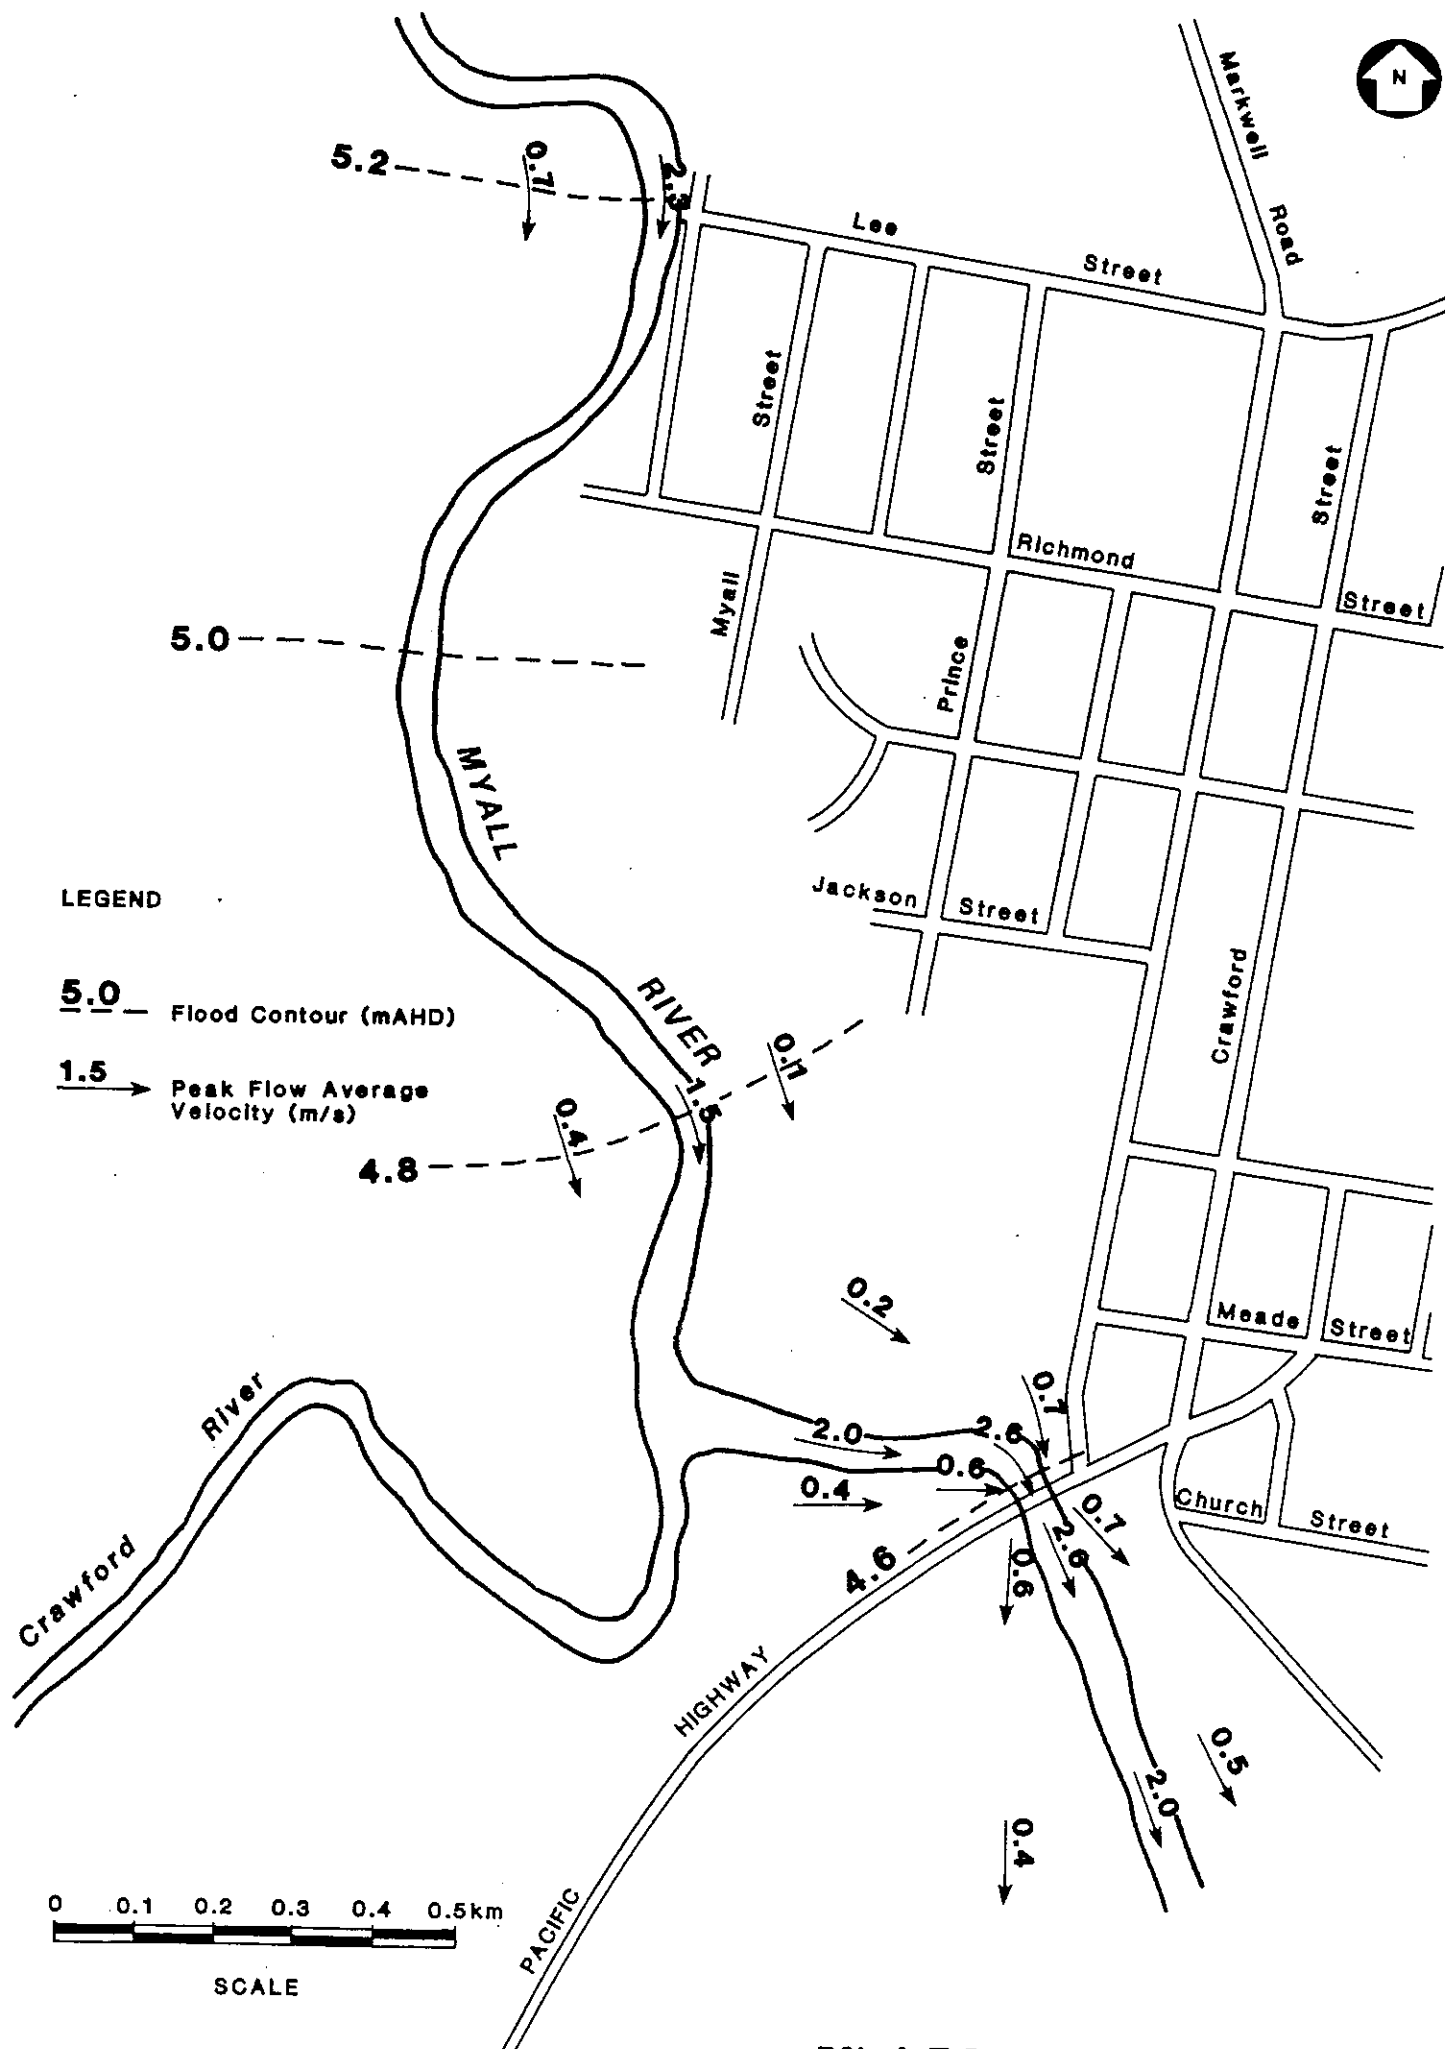 N
Markwell
Road
5.2
0.7
2.3
Lee
Street
Street
Street
Street
Richmond
Street
Myall
5.0
Prince
MYALL
Jackson
Street
LEGEND
Crawford
RIVER
5.0
Flood Contour (mAHD)
0.1
1.5
Peak Flow Average
Velocity (m/s)
1.5
0.4
4.8
0.2
Meade
Street
0.7
River
2.0
2.6
0.6
0.4
Church
Street
0.7
2.6
4.6
0.6
Crawford
HIGHWAY
0.5
2.0
0.4
PACIFIC
0 0.1 0.2 0.3 0.4 0.5km
SCALE